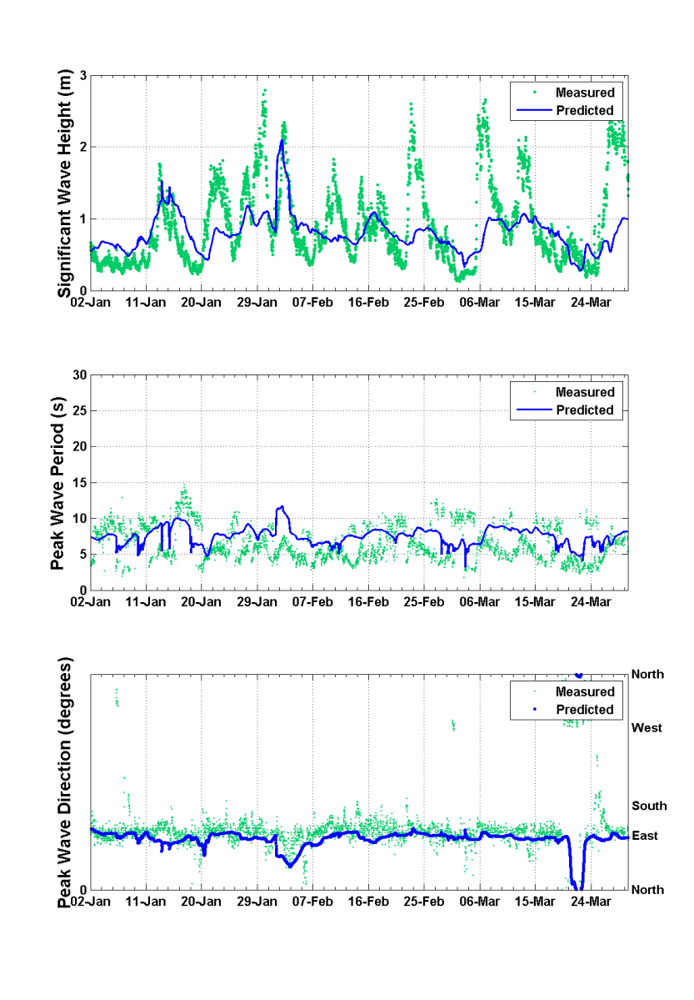 Significant Wave Height (m)
3
2
1
0
Measured
Predicted
02-Jan 11-Jan 20-Jan 29-Jan 07-Feb 16-Feb 25-Feb 06-Mar 15-Mar 24-Mar
Peak Wave Period (s)
30
25
20
15
10
5
0
Measured
Predicted
02-Jan 11-Jan 20-Jan 29-Jan 07-Feb 16-Feb 25-Feb 06-Mar 15-Mar 24-Mar
Peak Wave Direction (degrees)
0
Measured
Predicted
North
West
South
East
North
02-Jan 11-Jan 20-Jan 29-Jan 07-Feb 16-Feb 25-Feb 06-Mar 15-Mar 24-Mar